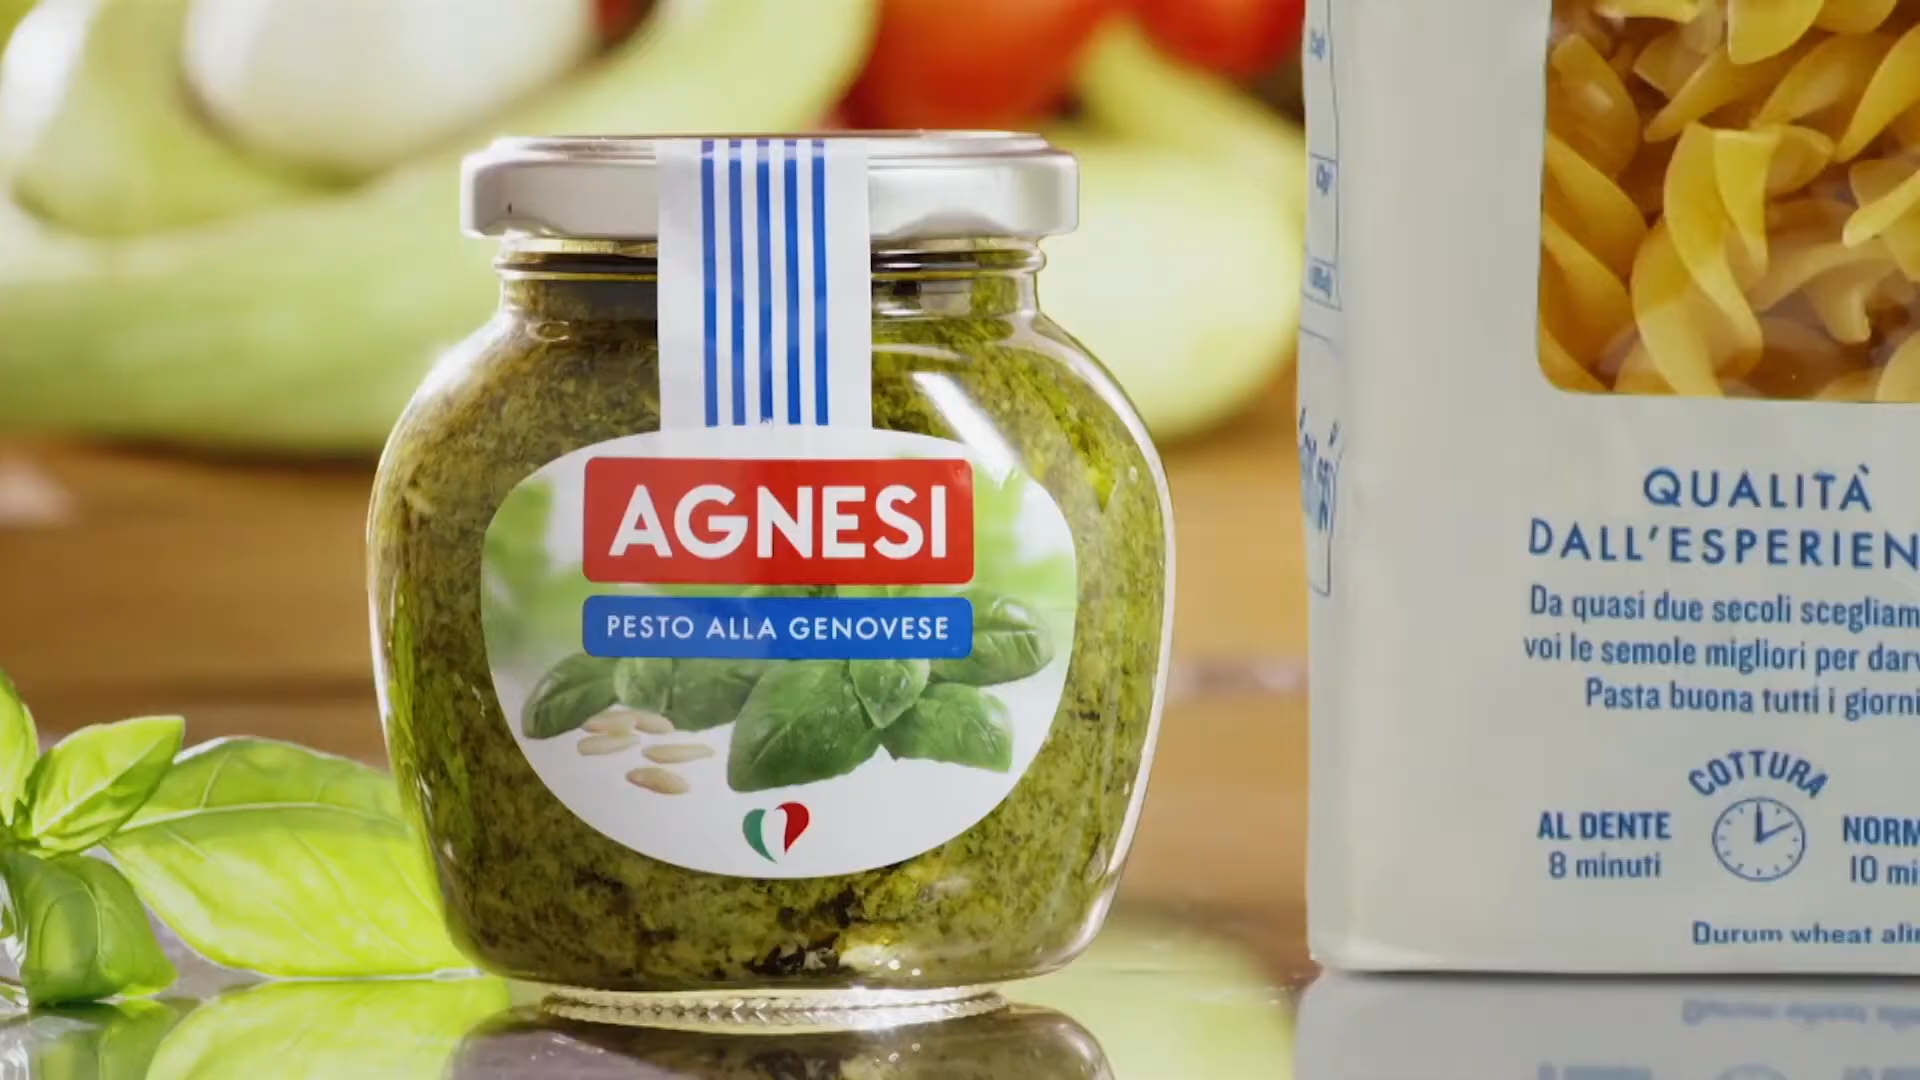 AGNESI
PESTO ALLA GENOVESE
QUALITÀ
DALL'ESPERIEN
Da quasi due secoli scegliam
voi le semole migliori per darv
Pasta buona tutti i giorni
COTTURA
AL DENTE
8 minuti
NORM
10 mi
Durum wheat alim